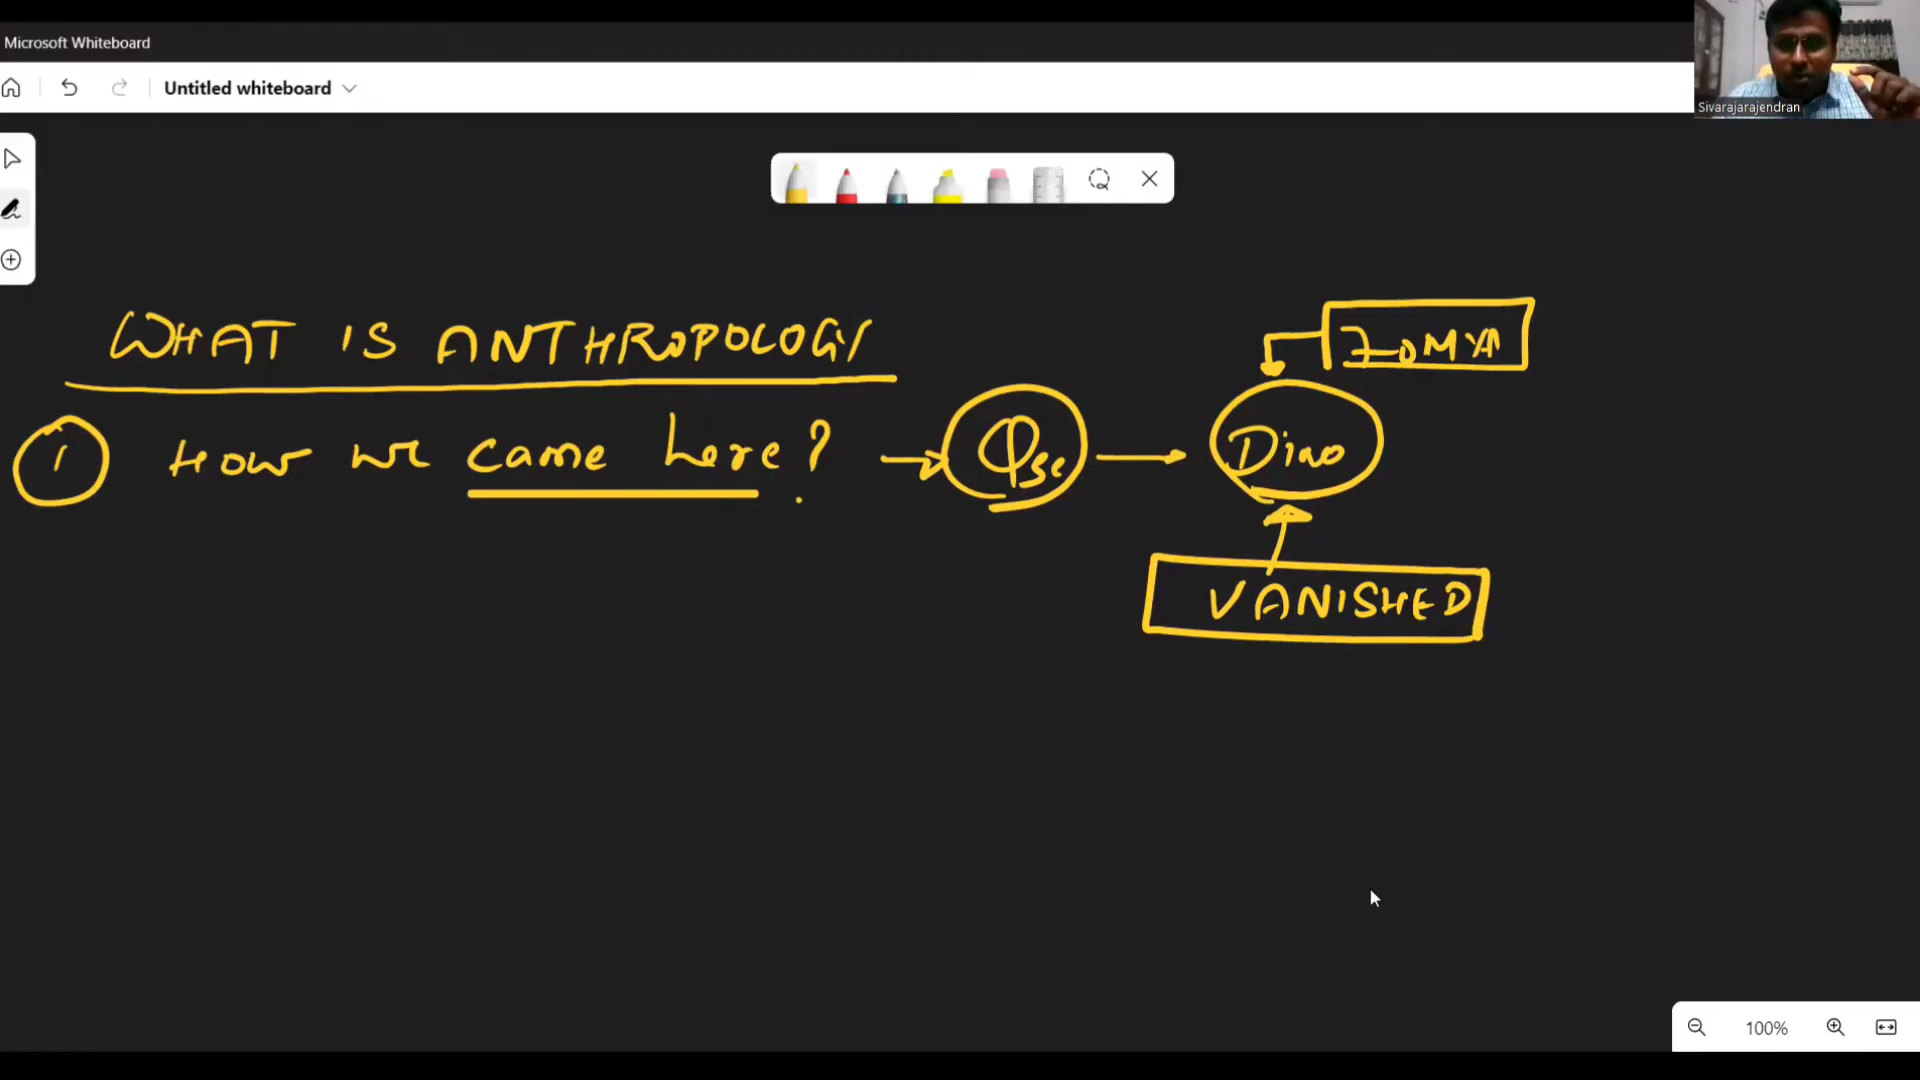 Microsoft Whiteboard
Untitled whiteboard
Sivarajarajendran
WHAT IS ANTHROPOLOGY
① How we came here?
Dino
VANISHED
100%